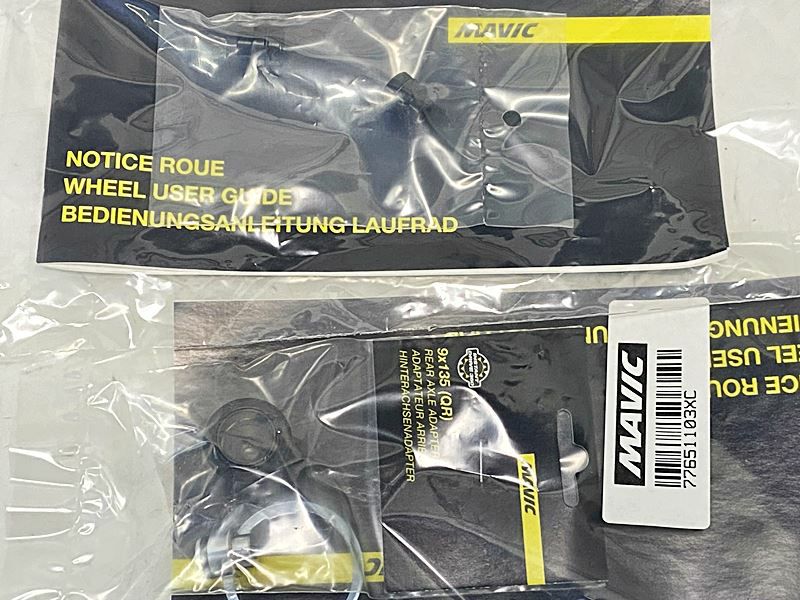 MAVIC
NOTICE ROUE
WHEEL USER GUIDE
BEDIENUNGSANLEITUNG LAUFRAD
9x135 (QR)
REAR AXLE ADAPTER
ADAPTATEUR ARRIÈRE
HINTERACHSENADAPTER
MAVIC
MAVIC
77651103XC